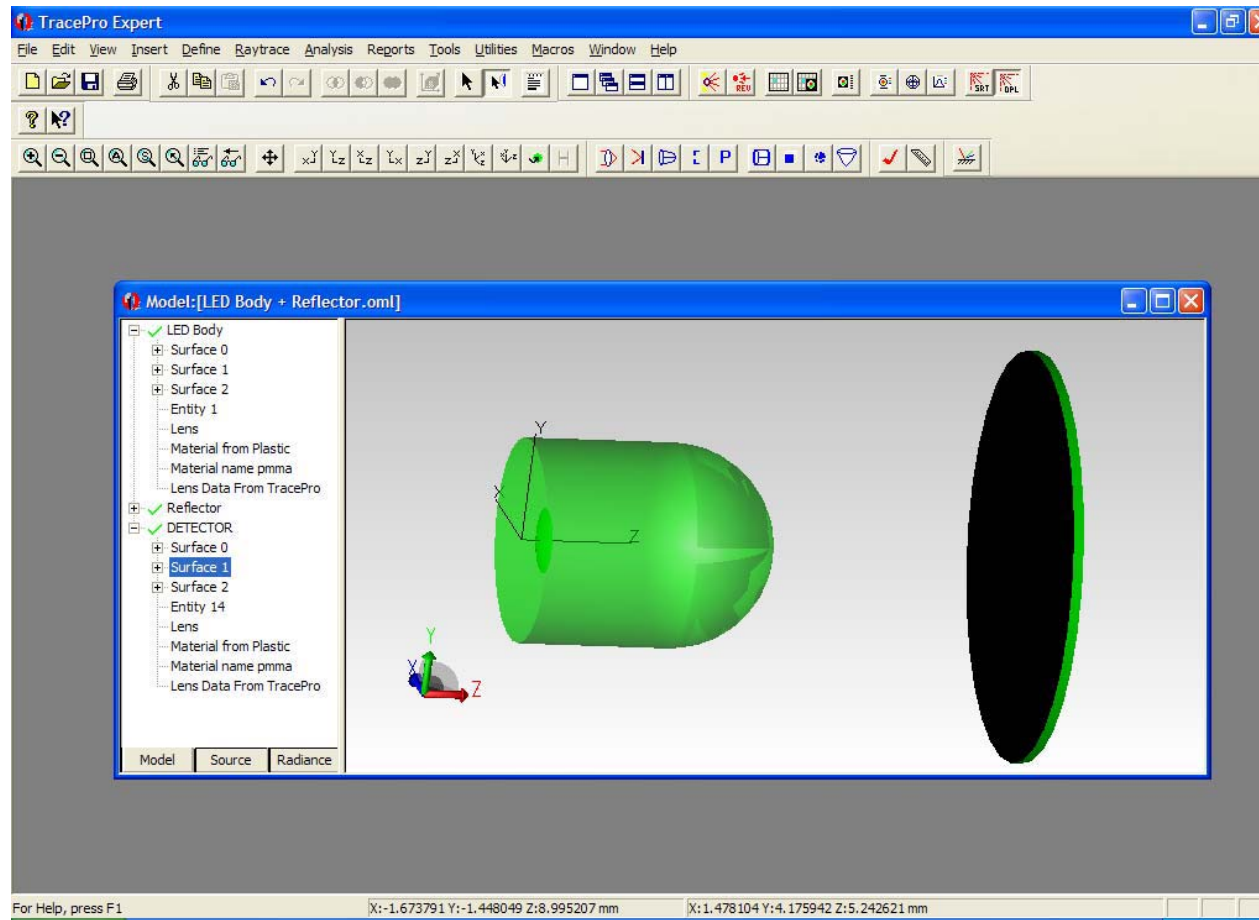 TracePro Expert
File Edit View Insert Define Raytrace Analysis Reports Tools Utilities Macros Window Help
Model:[LED Body + Reflector.oml]
LED Body
Surface 0
Surface 1
Surface 2
Entity 1
Lens
Material from Plastic
Material name pmma
Lens Data From TracePro
Reflector
DETECTOR
Surface 0
Surface 1
Surface 2
Entity 14
Lens
Material from Plastic
Material name pmma
Lens Data From TracePro
Model Source Radiance
Y
X
Z
Y
X
Z
For Help, press F1 X:-1.673791 Y:-1.448049 Z:8.995207 mm X:1.478104 Y:4.175942 Z:5.242621 mm